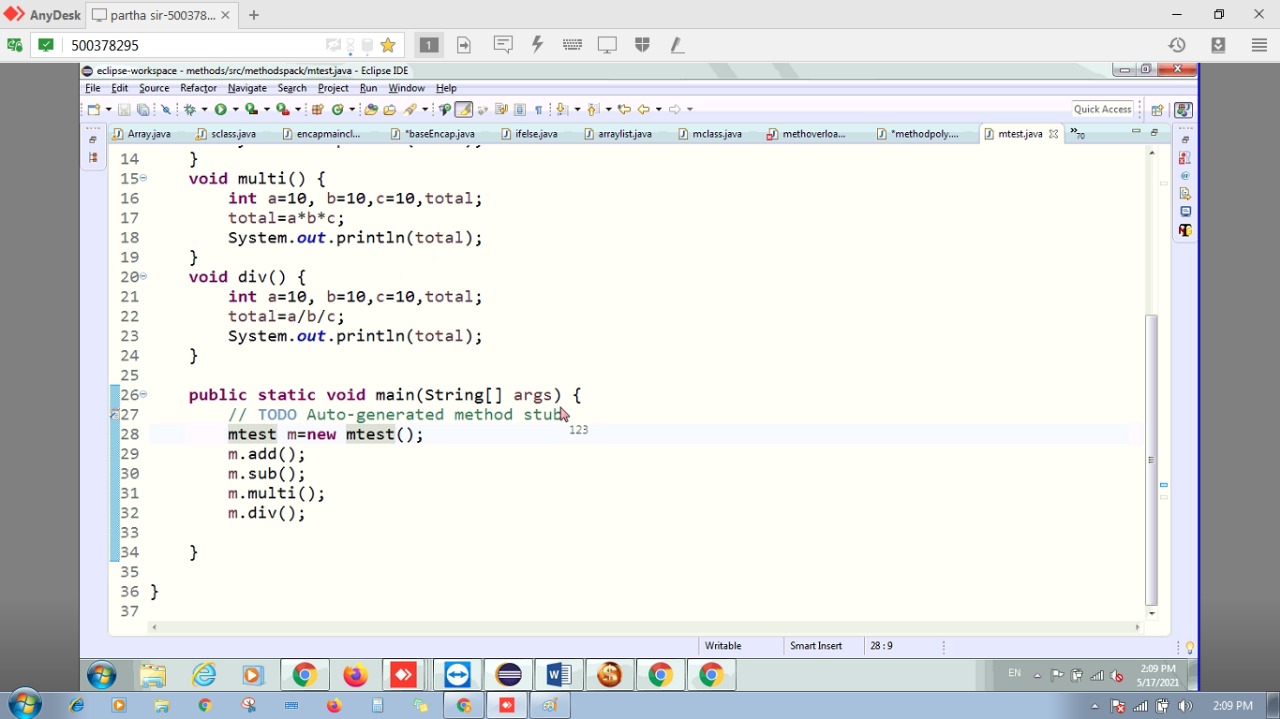 AnyDesk
partha sir-500378...
500378295
1
eclipse-workspace - methods/src/methodspack/mtest.java - Eclipse IDE
File Edit Source Refactor Navigate Search Project Run Window Help
Quick Access
Array.java sclass.java encapmaincl... *baseEncap.java ifelse.java arraylist.java mclass.java methoverloa... *methodpoly.... mtest.java »70
14 }
15 void multi() {
16 int a=10, b=10,c=10,total;
17 total=a*b*c;
18 System.out.println(total);
19 }
20 void div() {
21 int a=10, b=10,c=10,total;
22 total=a/b/c;
23 System.out.println(total);
24 }
25
26 public static void main(String[] args) {
27 // TODO Auto-generated method stub
28 mtest m=new mtest();
123
29 m.add();
30 m.sub();
31 m.multi();
32 m.div();
33
34 }
35
36 }
37
Writable Smart Insert 28 : 9
EN 2:09 PM
5/17/2021
2:09 PM